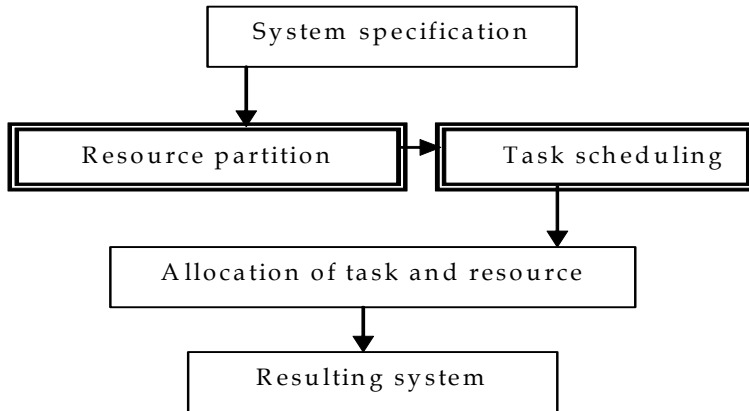 System specification
Resource partition
Task scheduling
Allocation of task and resource
Resulting system